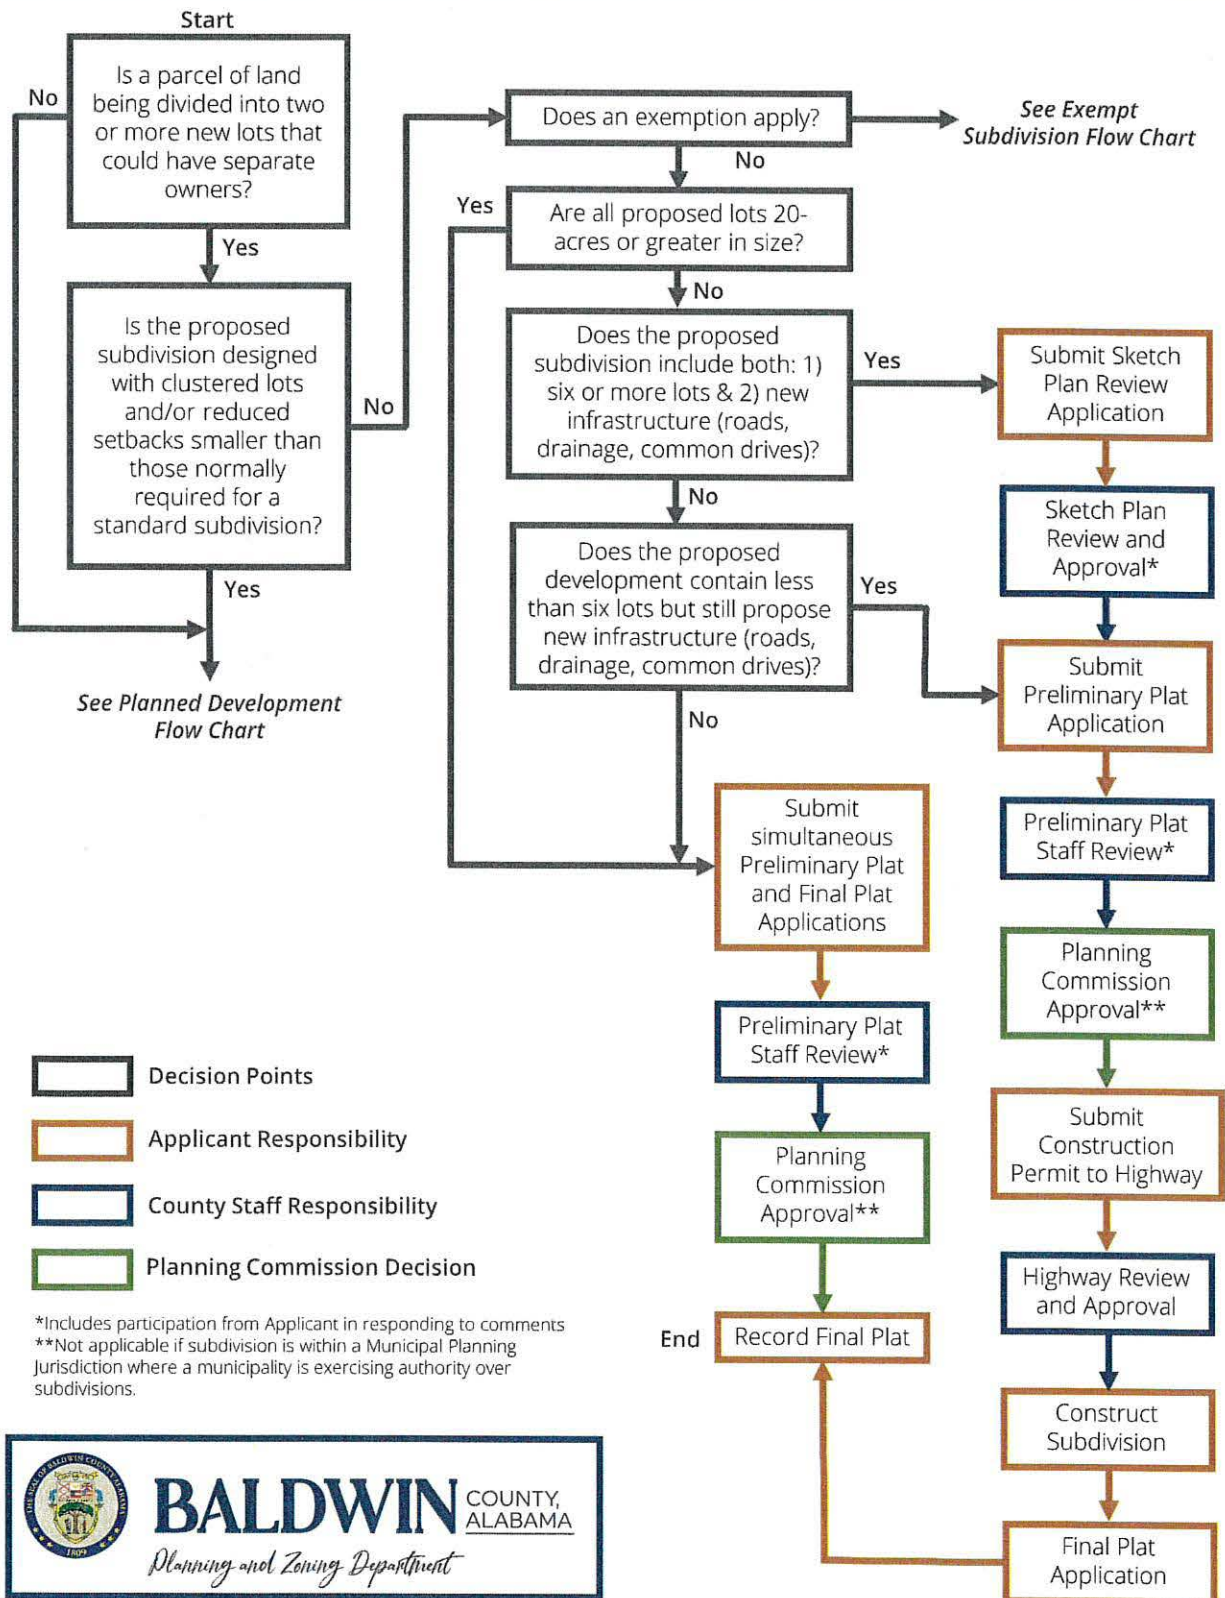 Start
Is a parcel of land
being divided into two
or more new lots that
could have separate
owners?
No
Yes
Is the proposed
subdivision designed
with clustered lots
and/or reduced
setbacks smaller than
those normally
required for a
standard subdivision?
No
Yes
See Planned Development
Flow Chart
Does an exemption apply?
See Exempt
Subdivision Flow Chart
No
Are all proposed lots 20-
acres or greater in size?
Yes
No
Does the proposed
subdivision include both: 1)
six or more lots & 2) new
infrastructure (roads,
drainage, common drives)?
Yes
No
Does the proposed
development contain less
than six lots but still propose
new infrastructure (roads,
drainage, common drives)?
Yes
No
Submit
simultaneous
Preliminary Plat
and Final Plat
Applications
Preliminary Plat
Staff Review*
Planning
Commission
Approval**
End
Record Final Plat
Submit Sketch
Plan Review
Application
Sketch Plan
Review and
Approval*
Submit
Preliminary Plat
Application
Preliminary Plat
Staff Review*
Planning
Commission
Approval**
Submit
Construction
Permit to Highway
Highway Review
and Approval
Construct
Subdivision
Final Plat
Application
Decision Points
Applicant Responsibility
County Staff Responsibility
Planning Commission Decision
*Includes participation from Applicant in responding to comments
**Not applicable if subdivision is within a Municipal Planning
Jurisdiction where a municipality is exercising authority over
subdivisions.
THE SEAL OF BALDWIN COUNTY ALABAMA
1809
BALDWIN COUNTY,
ALABAMA
Planning and Zoning Department